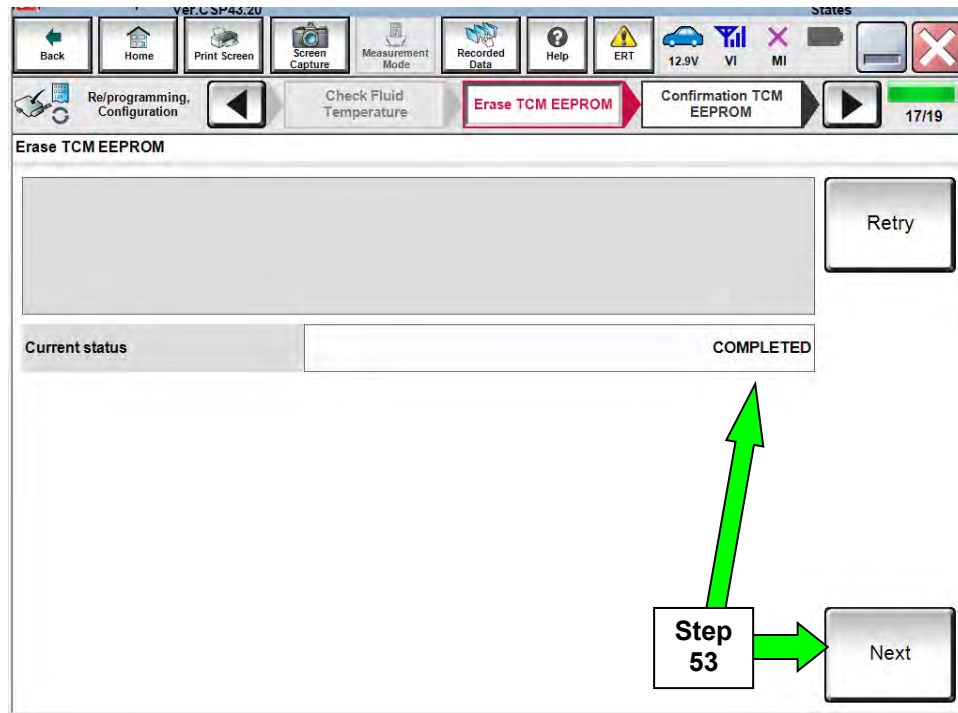 Ver.CSP43.20
States
Back
Home
Print Screen
Screen
Capture
Measurement
Mode
Recorded
Data
Help
ERT
12.9V
VI
MI
Re/programming,
Configuration
Check Fluid
Temperature
Erase TCM EEPROM
Confirmation TCM
EEPROM
17/19
Erase TCM EEPROM
Retry
Current status
COMPLETED
Step
53
Next